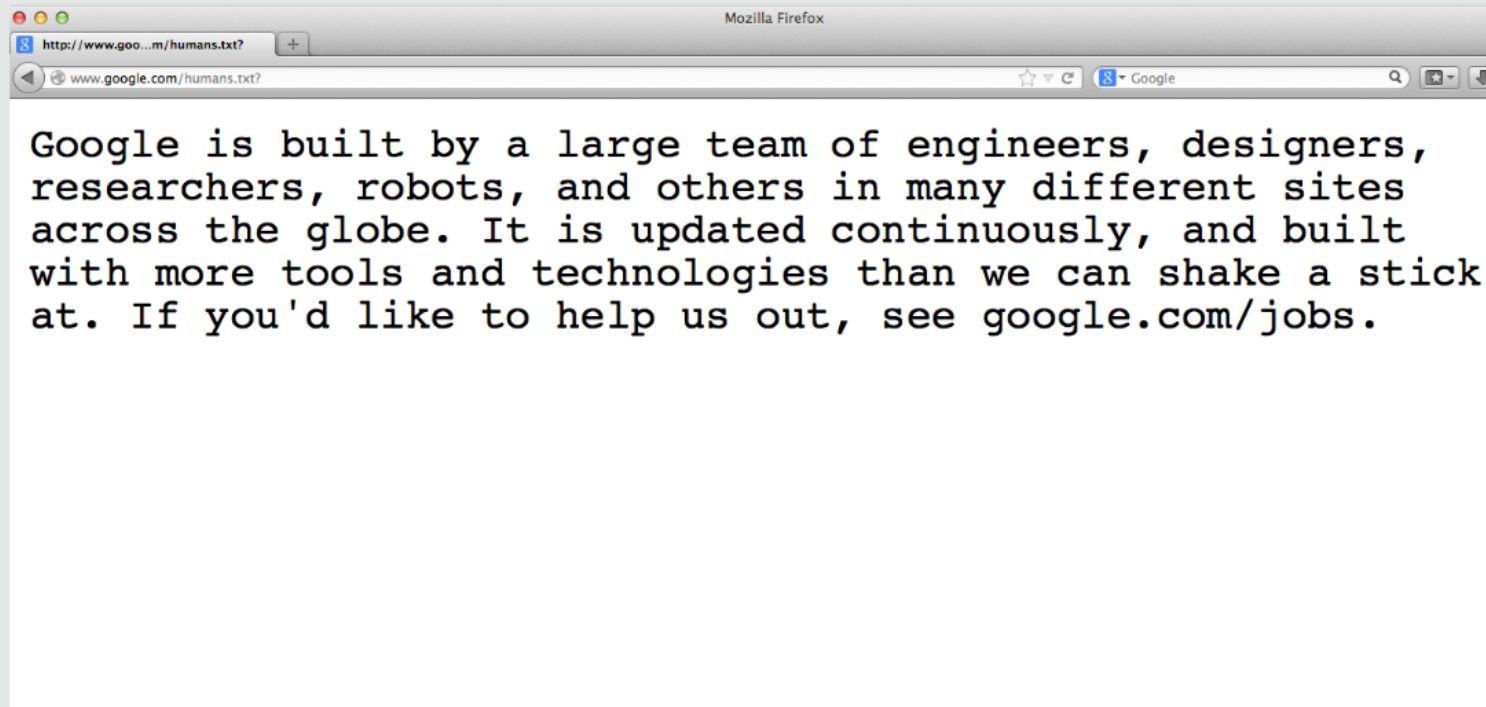 Mozilla Firefox
8 http://www.goo...m/humans.txt? +
www.google.com/humans.txt? 8 Google
Google is built by a large team of engineers, designers,
researchers, robots, and others in many different sites
across the globe. It is updated continuously, and built
with more tools and technologies than we can shake a stick
at. If you'd like to help us out, see google.com/jobs.